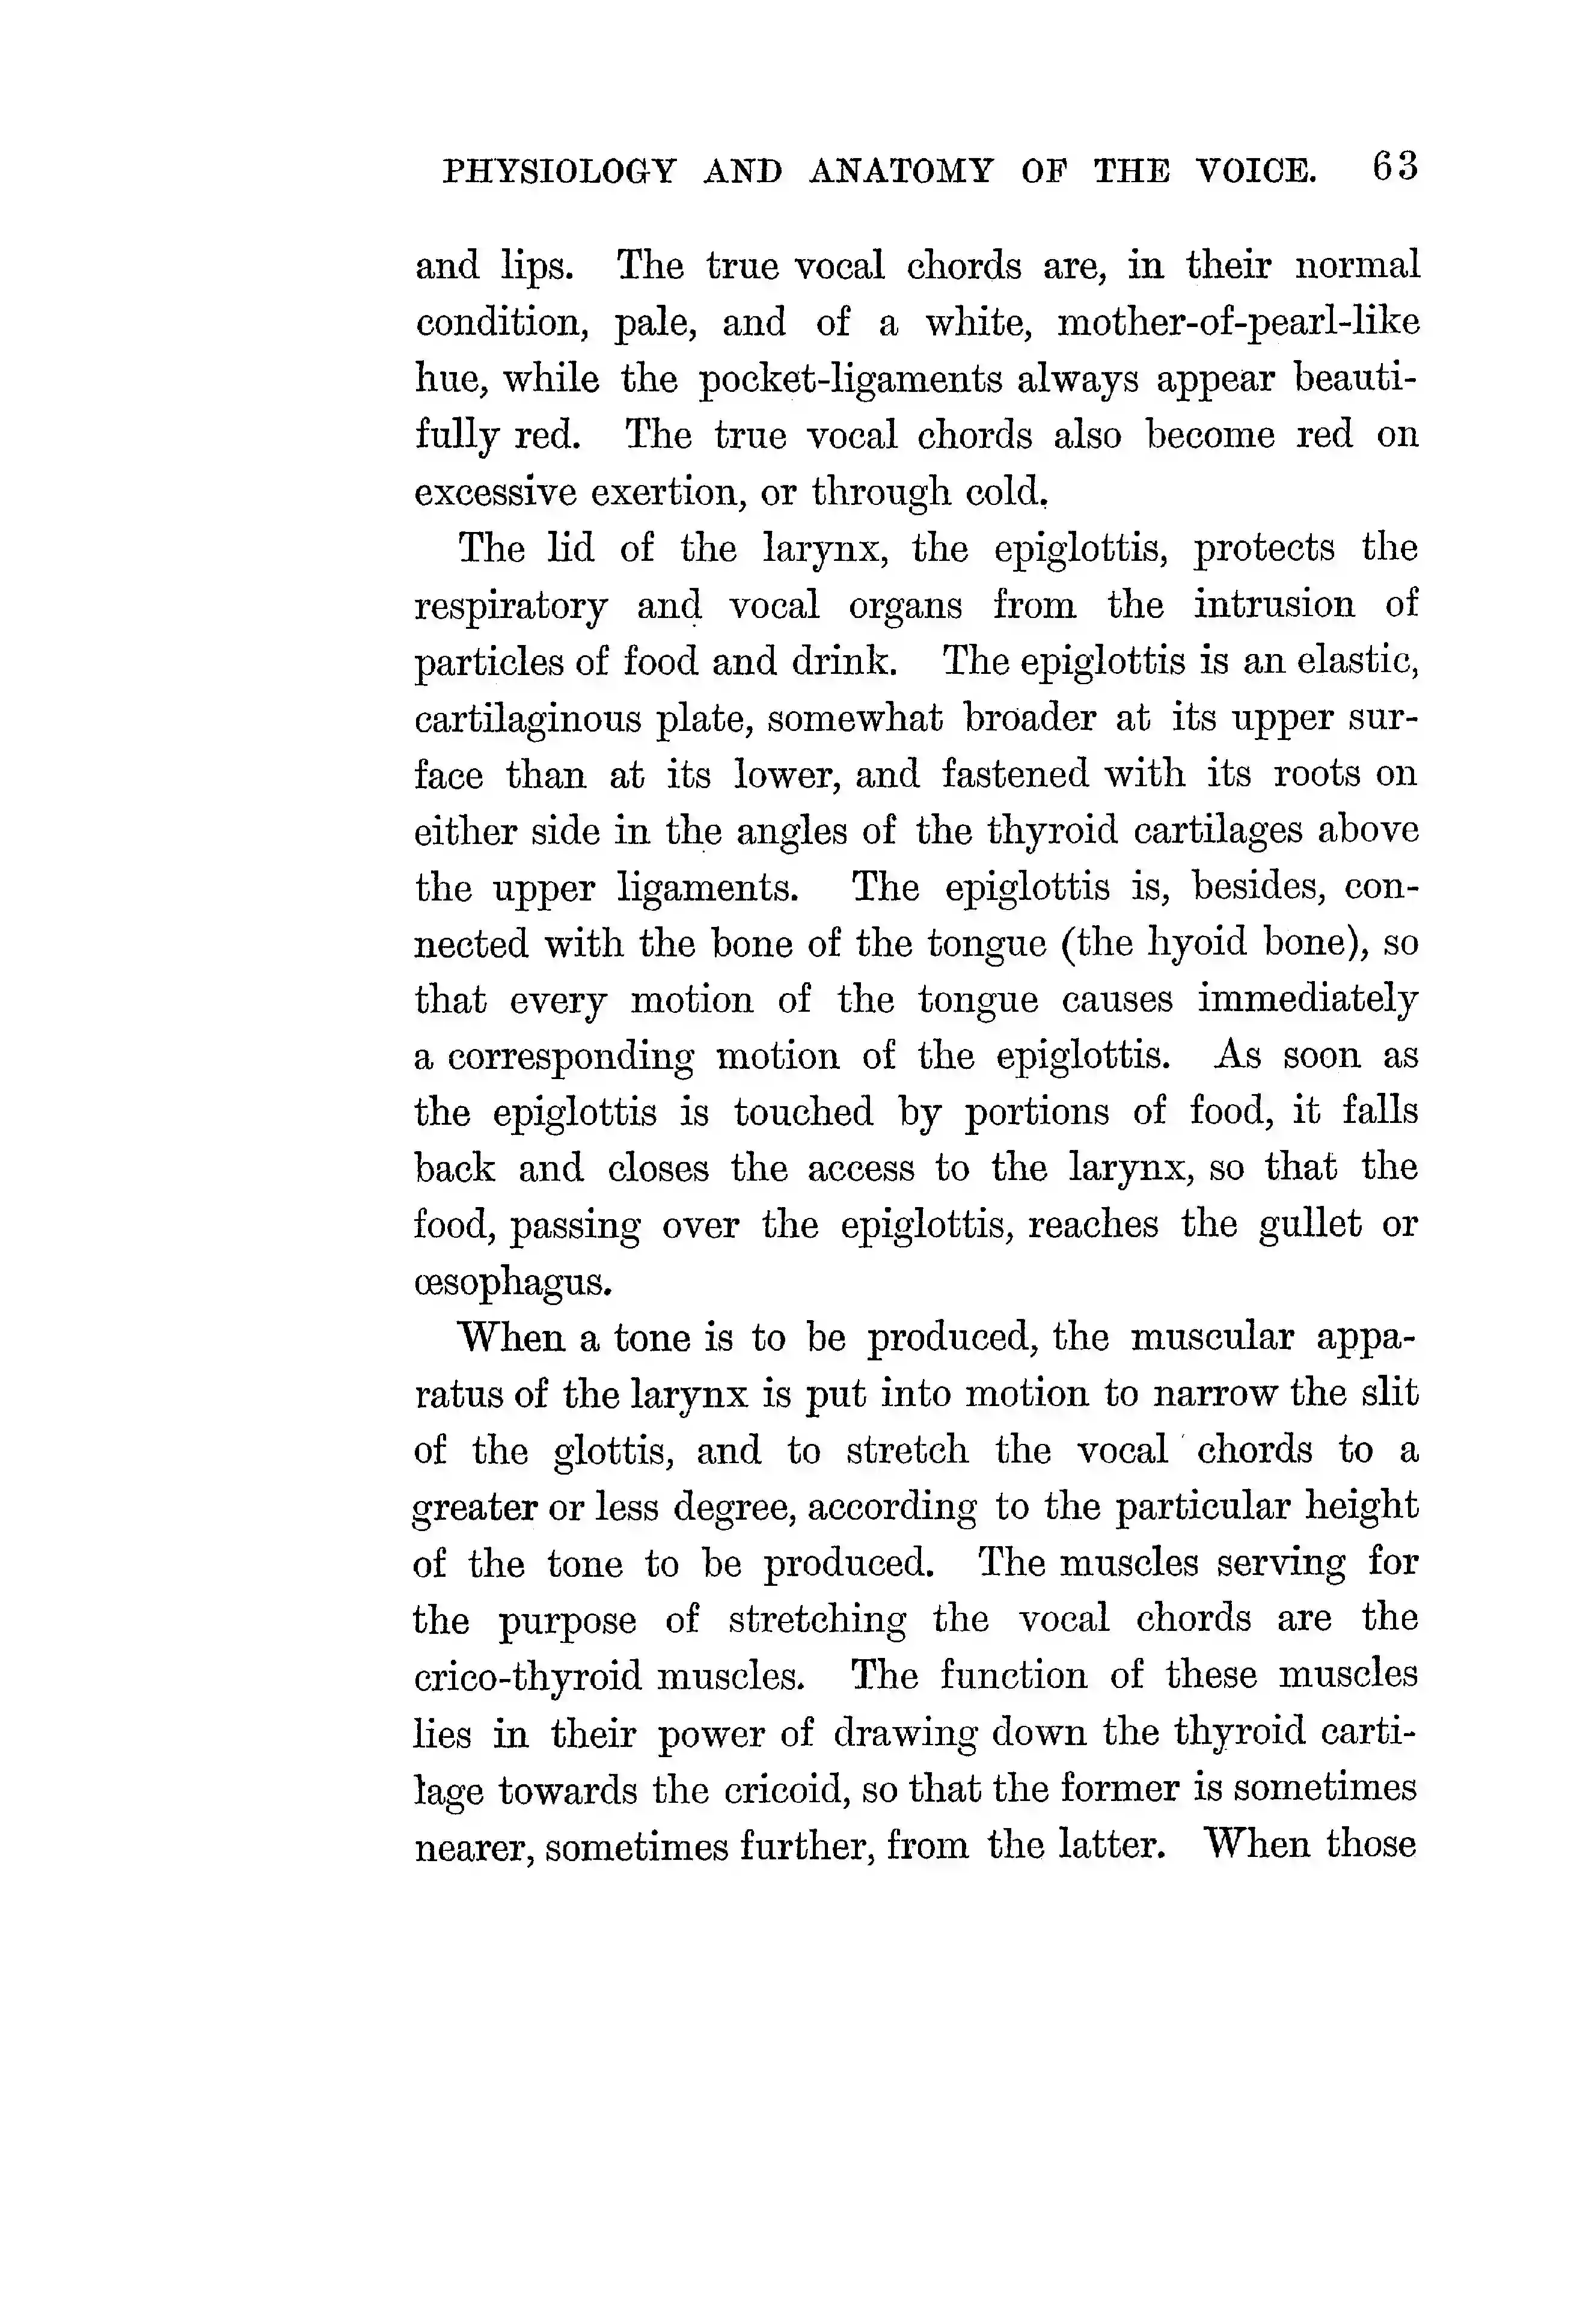 PHYSIOLOGY AND ANATOMY OF THE VOICE. 63
and lips. The true vocal chords are, in their normal
condition, pale, and of a white, mother-of-pearl-like
hue, while the pocket-ligaments always appear beauti-
fully red. The true vocal chords also become red on
excessive exertion, or through cold.
The lid of the larynx, the epiglottis, protects the
respiratory and vocal organs from the intrusion of
particles of food and drink. The epiglottis is an elastic,
cartilaginous plate, somewhat broader at its upper sur-
face than at its lower, and fastened with its roots on
either side in the angles of the thyroid cartilages above
the upper ligaments. The epiglottis is, besides, con-
nected with the bone of the tongue (the hyoid bone), so
that every motion of the tongue causes immediately
a corresponding motion of the epiglottis. As soon as
the epiglottis is touched by portions of food, it falls
back and closes the access to the larynx, so that the
food, passing over the epiglottis, reaches the gullet or
œsophagus.
When a tone is to be produced, the muscular appa-
ratus of the larynx is put into motion to narrow the slit
of the glottis, and to stretch the vocal chords to a
greater or less degree, according to the particular height
of the tone to be produced. The muscles serving for
the purpose of stretching the vocal chords are the
crico-thyroid muscles. The function of these muscles
lies in their power of drawing down the thyroid carti-
lage towards the cricoid, so that the former is sometimes
nearer, sometimes further, from the latter. When those